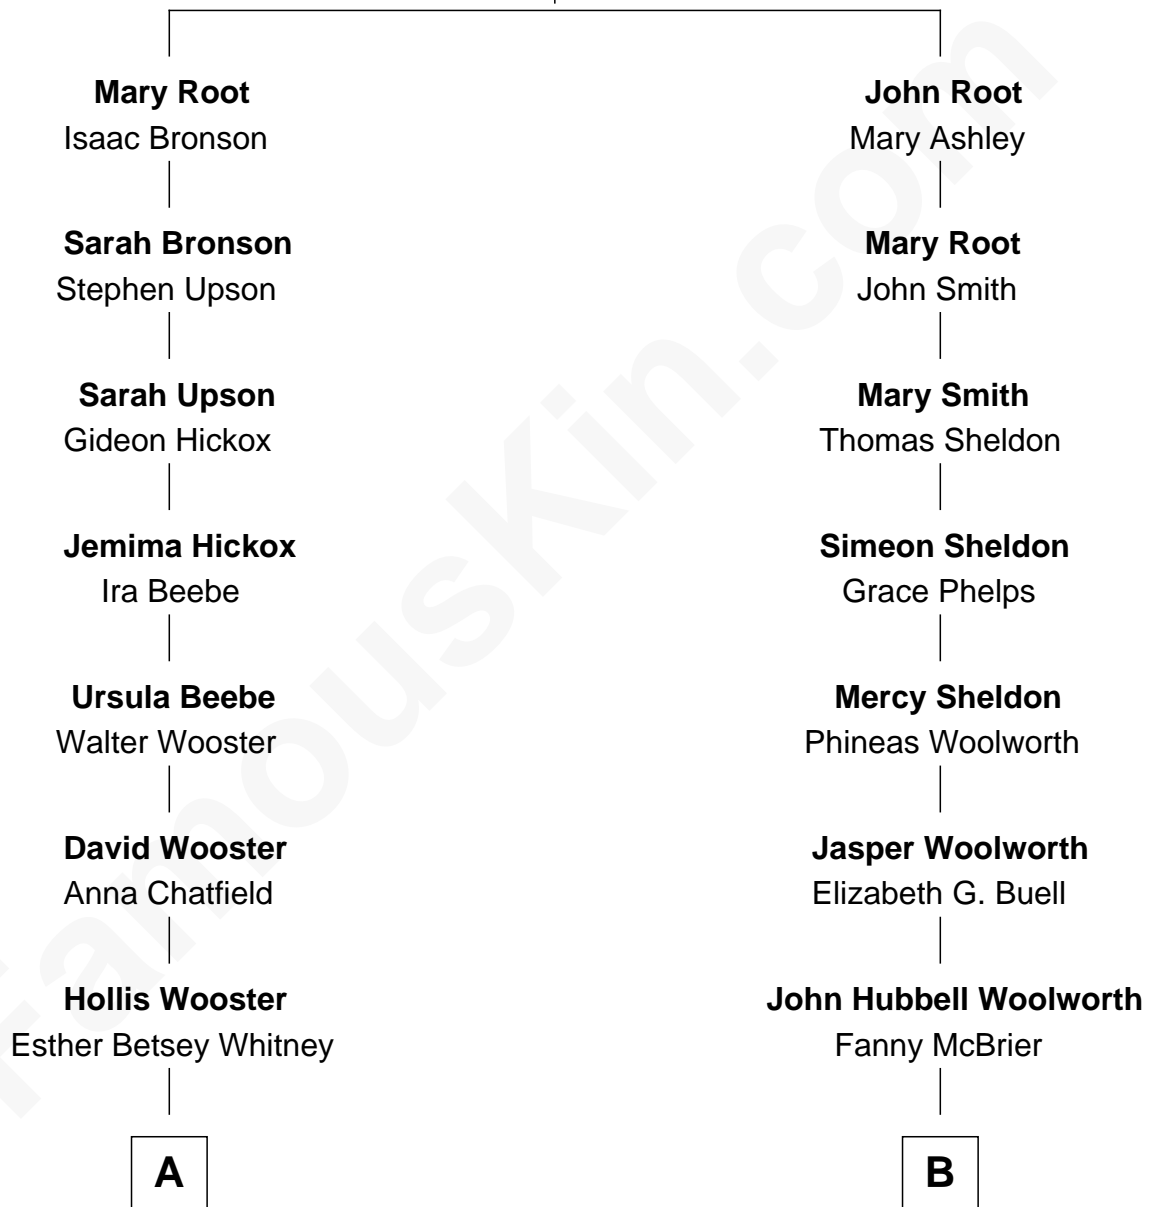 Mary Root
Isaac Bronson
John Root
Mary Ashley
Sarah Bronson
Stephen Upson
Mary Root
John Smith
Sarah Upson
Gideon Hickox
Mary Smith
Thomas Sheldon
Jemima Hickox
Ira Beebe
Simeon Sheldon
Grace Phelps
Ursula Beebe
Walter Wooster
Mercy Sheldon
Phineas Woolworth
David Wooster
Anna Chatfield
Jasper Woolworth
Elizabeth G. Buell
Hollis Wooster
Esther Betsey Whitney
John Hubbell Woolworth
Fanny McBrier
A
B
FamousKin.com